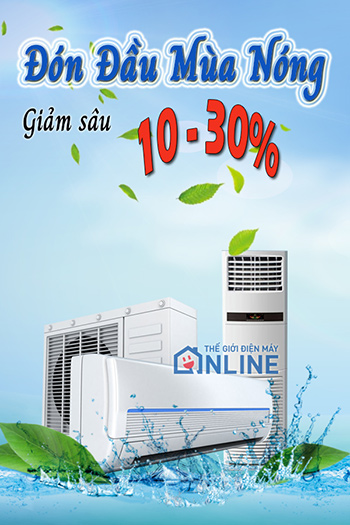 Đón Đầu Mùa Nóng
Giảm sâu
10 - 30%
THẾ GIỚI ĐIỆN MÁY
ONLINE